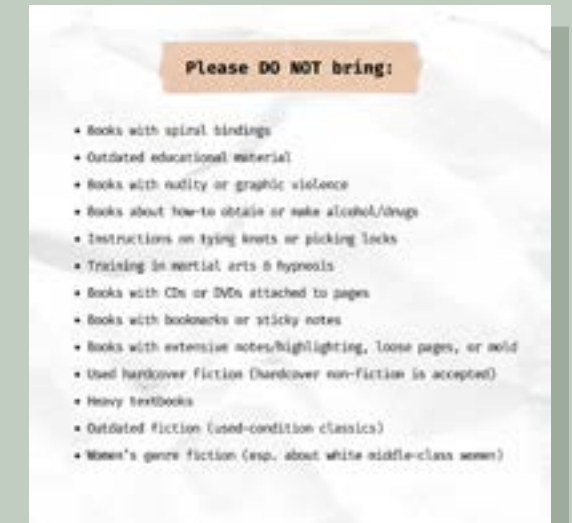 Please DO NOT bring:
• Books with spiral bindings
• Outdated educational material
• Books with nudity or graphic violence
• Books about how-to obtain or make alcohol/drugs
• Instructions on tying knots or picking locks
• Training in martial arts & hypnosis
• Books with CDs or DVDs attached to pages
• Books with bookmarks or sticky notes
• Books with extensive notes/highlighting, loose pages, or mold
• Used hardcover fiction (hardcover non-fiction is accepted)
• Heavy textbooks
• Outdated fiction (used-condition classics)
• Women's genre fiction (esp. about white middle-class women)